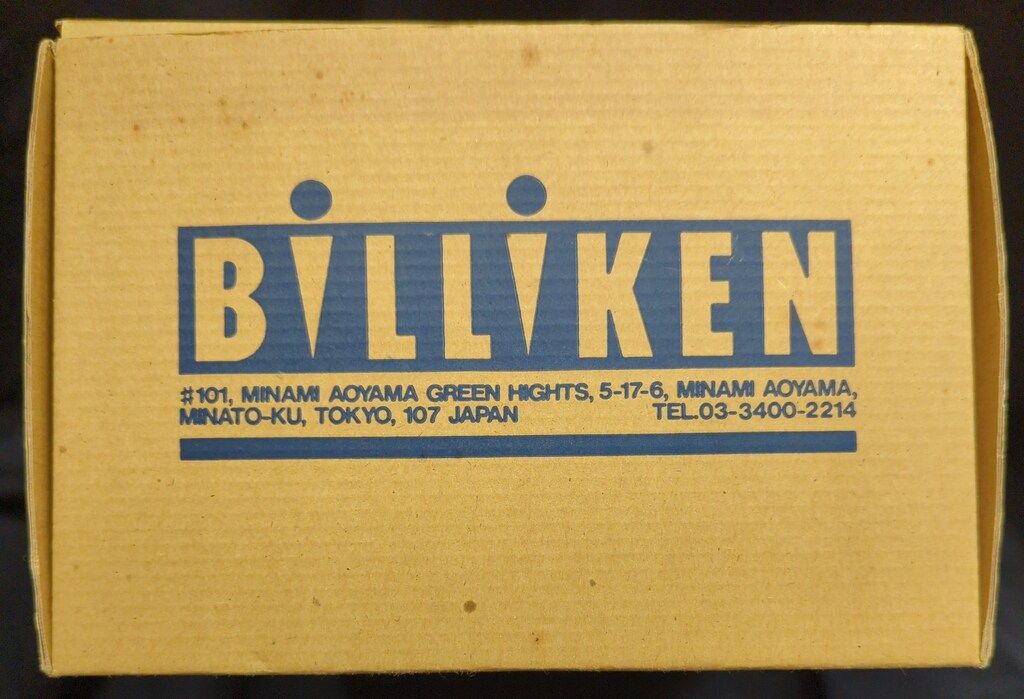 BiLLiKEN
#101, MINAMI AOYAMA GREEN HIGHTS, 5-17-6, MINAMI AOYAMA,
MINATO-KU, TOKYO, 107 JAPAN TEL.03-3400-2214